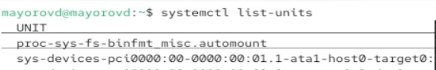 mayorovd@mayorovd:~$ systemctl list-units
UNIT
proc-sys-fs-binfmt_misc.automount
sys-devices-pci0000:00-0000:00:01.1-ata1-host0-target0: